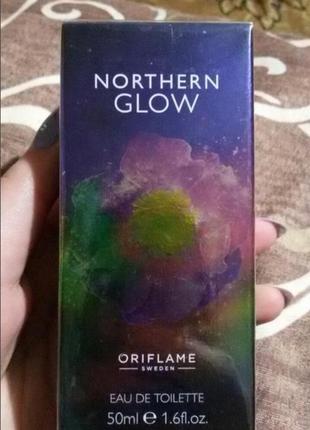 NORTHERN
GLOW
ORIFLAME
SWEDEN
EAU DE TOILETTE
50ml e 1.6fl.oz.